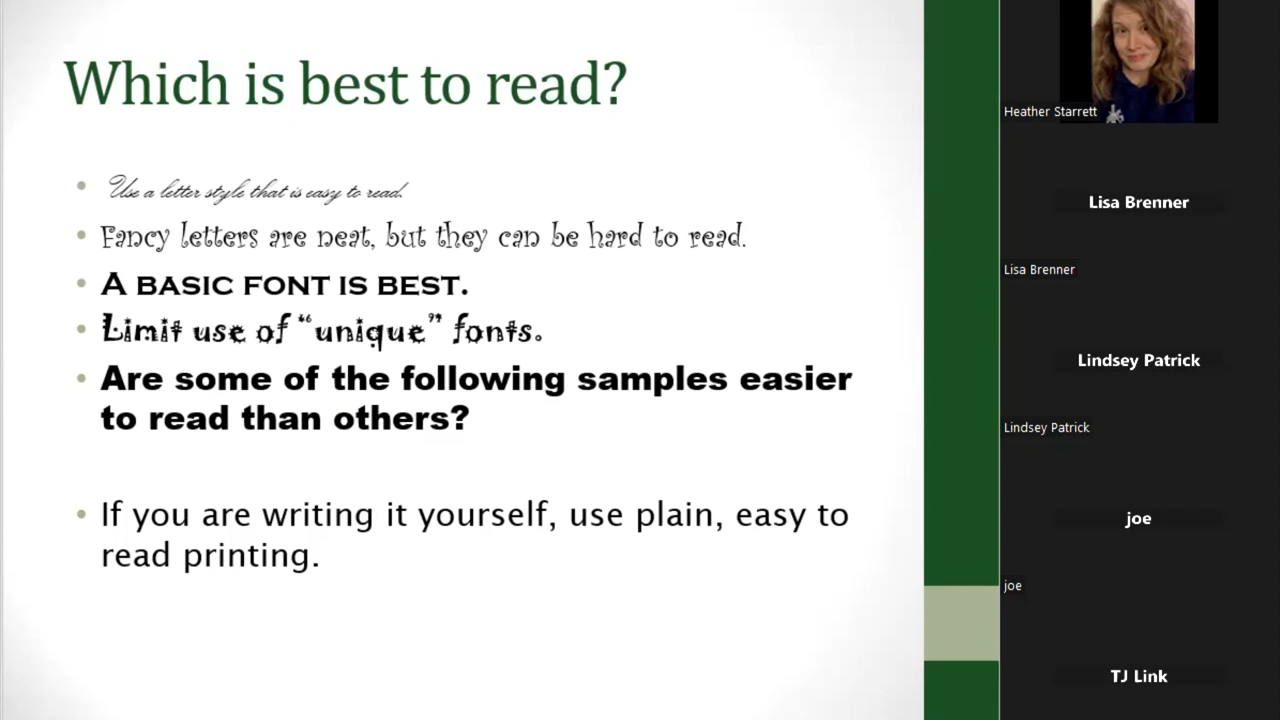 Which is best to read?
Use a letter style that is easy to read.
Fancy letters are neat, but they can be hard to read.
A BASIC FONT IS BEST.
Limit use of “unique” fonts.
Are some of the following samples easier
to read than others?
If you are writing it yourself, use plain, easy to
read printing.
Heather Starrett
Lisa Brenner
Lisa Brenner
Lindsey Patrick
Lindsey Patrick
joe
joe
TJ Link